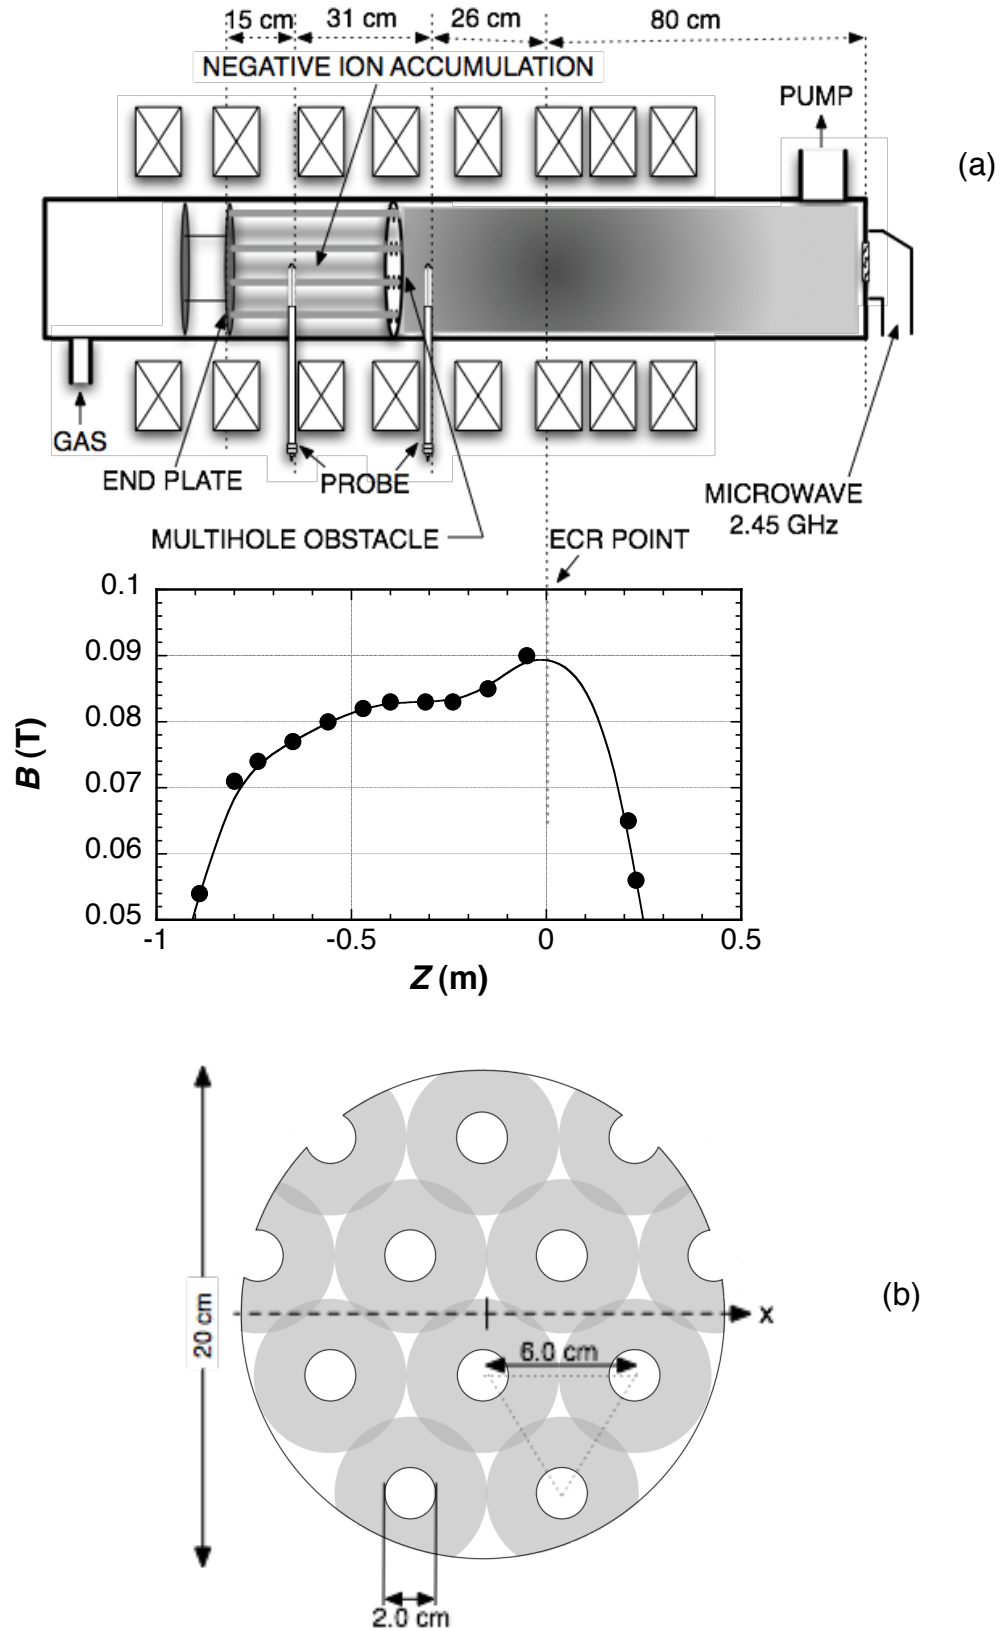 15 cm
31 cm
26 cm
80 cm
NEGATIVE ION ACCUMULATION
PUMP
(a)
GAS
END PLATE
PROBE
MICROWAVE
2.45 GHz
MULTIHOLE OBSTACLE
ECR POINT
0.1
0.09
0.08
0.07
0.06
0.05
B (T)
-1
-0.5
0
0.5
Z (m)
20 cm
(b)
x
6.0 cm
2.0 cm